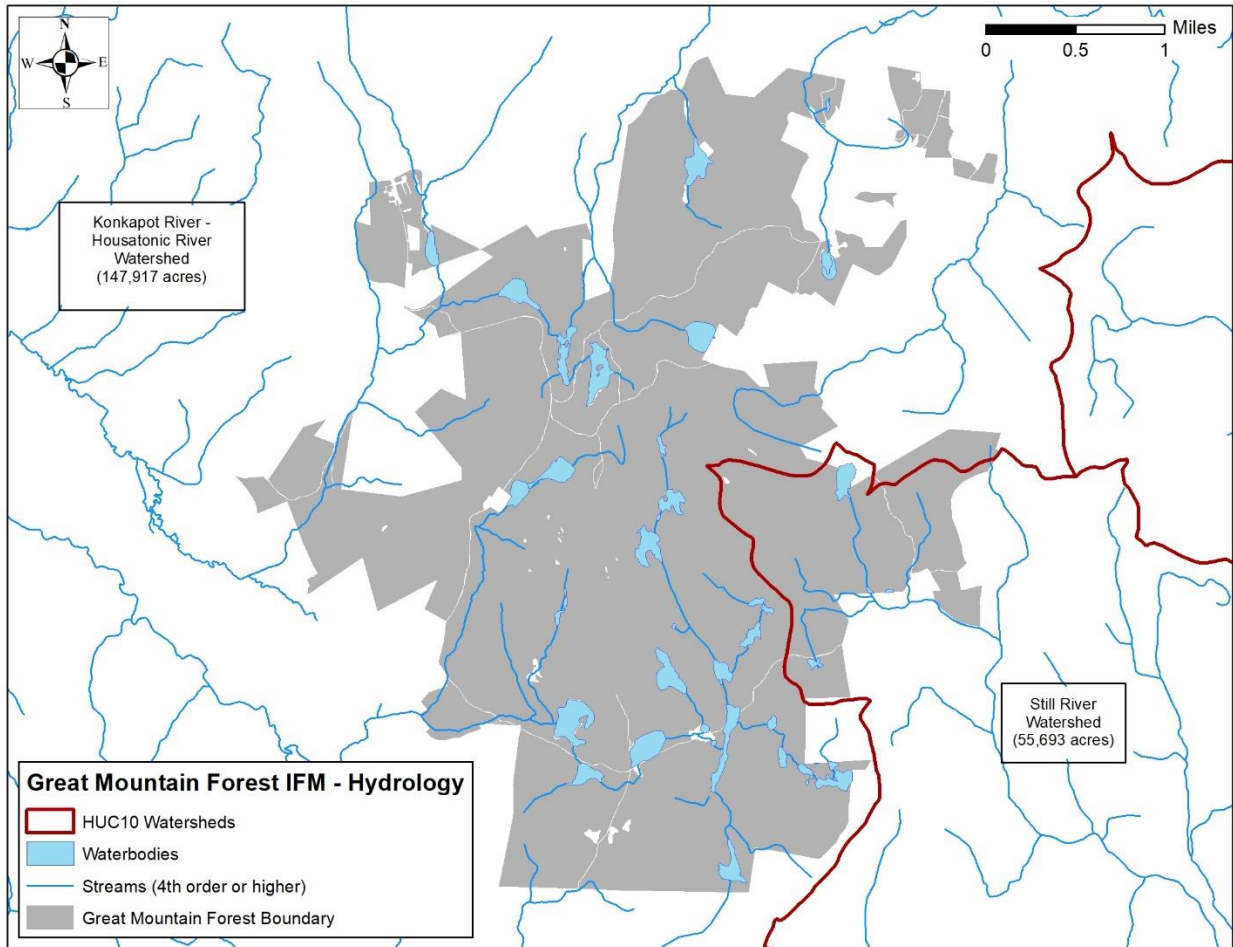 N
W E
S
Miles
0 0.5 1
Konkapot River -
Housatonic River
Watershed
(147,917 acres)
Still River
Watershed
(55,693 acres)
Great Mountain Forest IFM - Hydrology
HUC10 Watersheds
Waterbodies
Streams (4th order or higher)
Great Mountain Forest Boundary